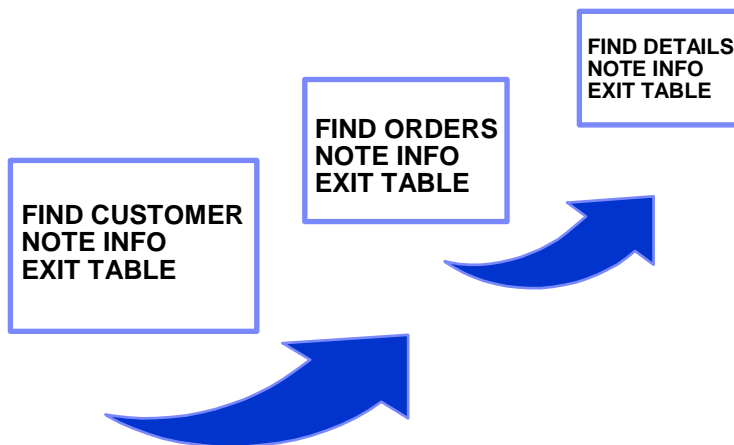 FIND CUSTOMER
NOTE INFO
EXIT TABLE
FIND ORDERS
NOTE INFO
EXIT TABLE
FIND DETAILS
NOTE INFO
EXIT TABLE